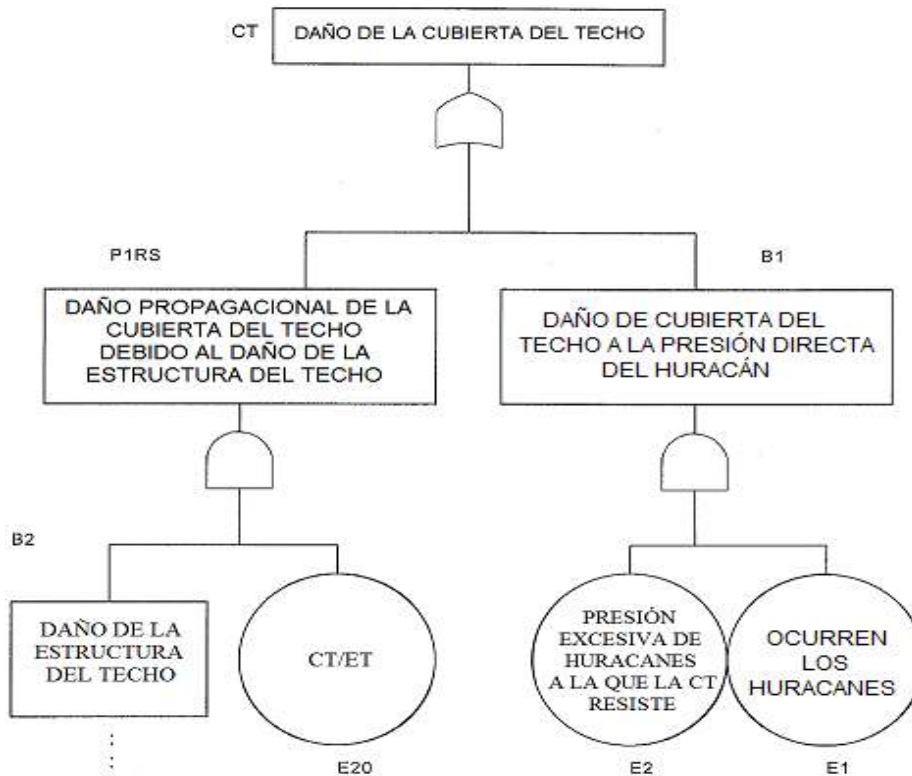 CT
DAÑO DE LA CUBIERTA DEL TECHO
P1RS
B1
DAÑO PROPAGACIONAL DE LA
CUBIERTA DEL TECHO
DEBIDO AL DAÑO DE LA
ESTRUCTURA DEL TECHO
DAÑO DE CUBIERTA DEL
TECHO A LA PRESIÓN DIRECTA
DEL HURACÁN
B2
DAÑO DE LA
ESTRUCTURA
DEL TECHO
CT/ET
PRESIÓN
EXCESIVA DE
HURACANES
A LA QUE LA CT
RESISTE
OCURREN
LOS
HURACANES
E20
E2
E1